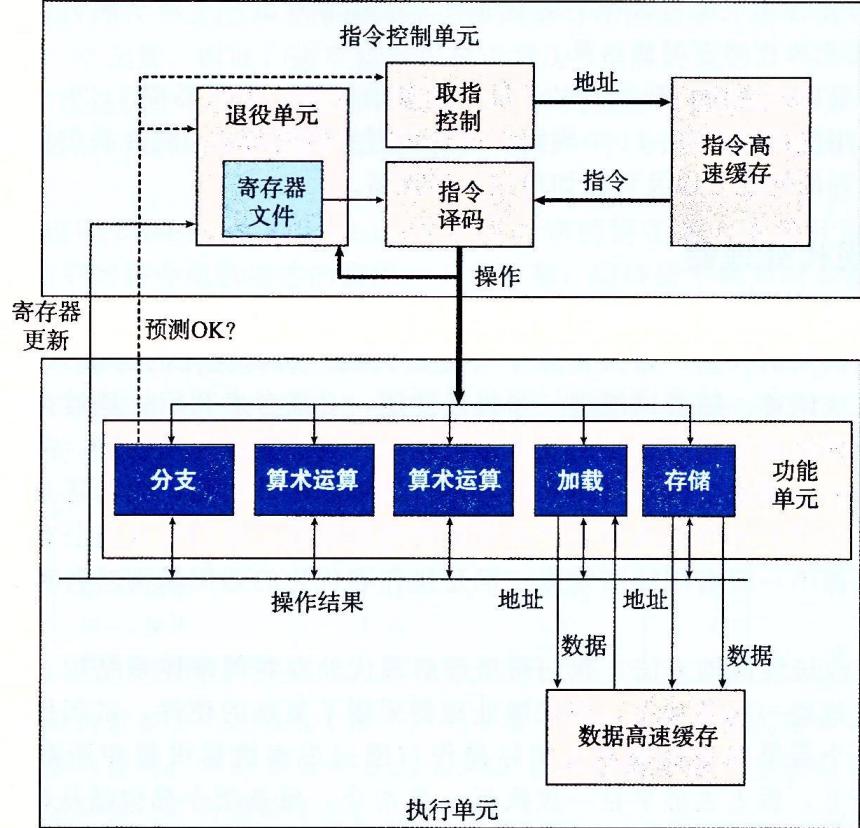 指令控制单元
取指
控制
地址
指令高
速缓存
退役单元
寄存器
文件
指令
译码
指令
操作
寄存器
更新
预测OK?
分支
算术运算
算术运算
加载
存储
功能
单元
操作结果
地址
地址
数据
数据
数据高速缓存
执行单元